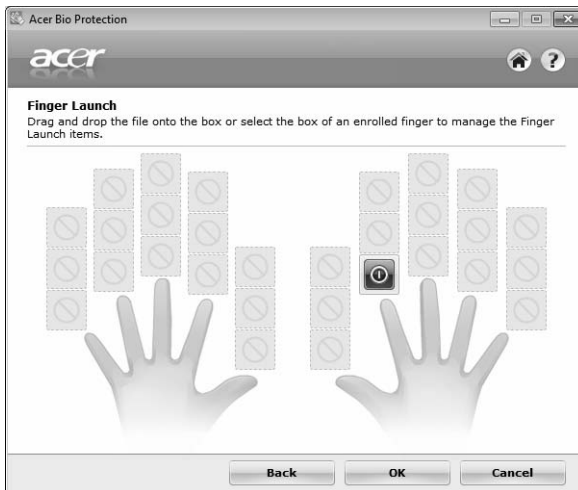 Acer Bio Protection
acer
?
Finger Launch
Drag and drop the file onto the box or select the box of an enrolled finger to manage the Finger
Launch items.
Back OK Cancel